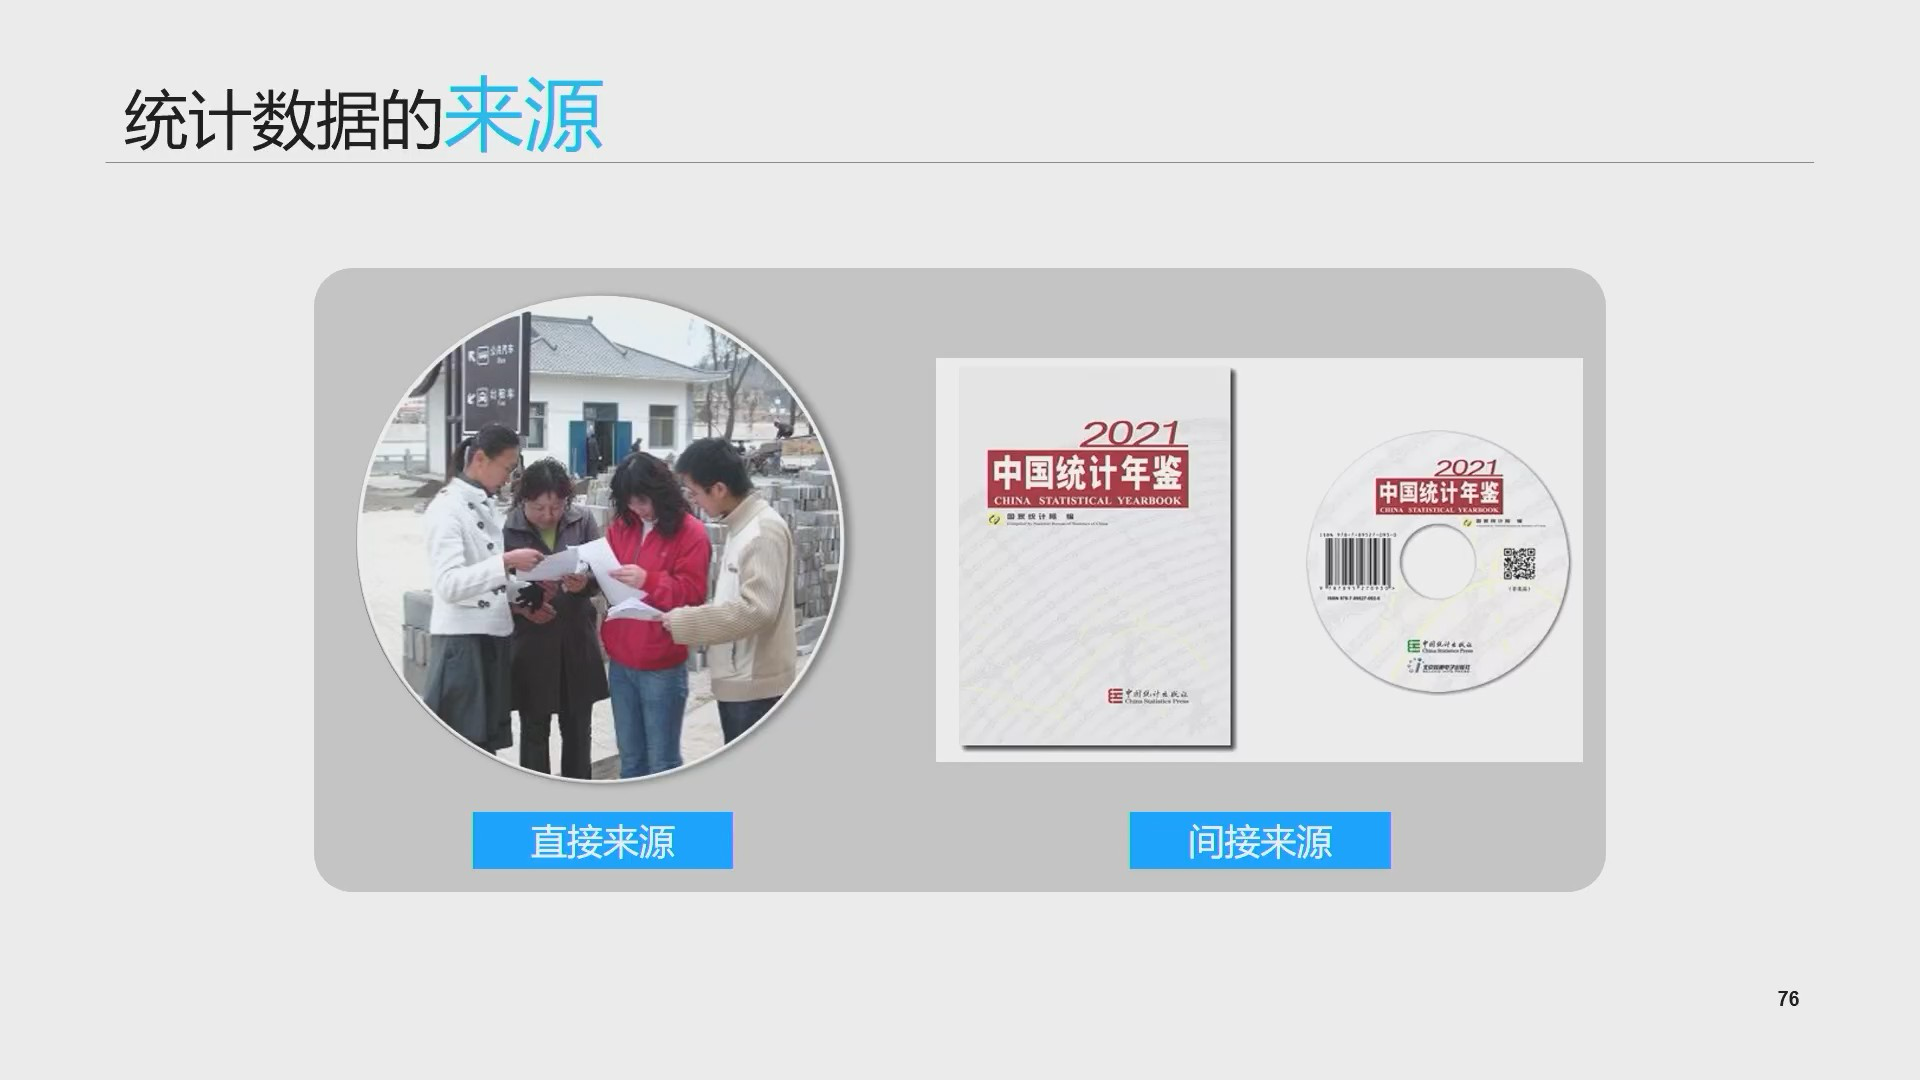 统计数据的来源
公共汽车
Bus
出租车
Taxi
2021
中国统计年鉴
CHINA STATISTICAL YEARBOOK
国家统计局 编
Compiled by National Bureau of Statistics of China
中国统计出版社
China Statistics Press
2021
中国统计年鉴
CHINA STATISTICAL YEARBOOK
国家统计局 编
中国统计出版社
China Statistics Press
直接来源
间接来源
76